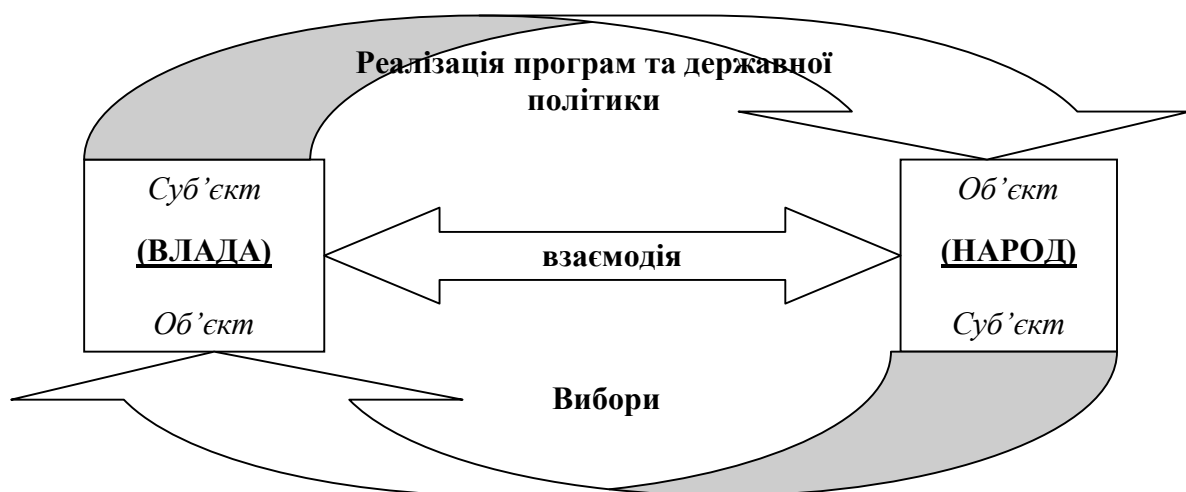 Реалізація програм та державної
політики
Суб’єкт
(ВЛАДА)
Об’єкт
взаємодія
Об’єкт
(НАРОД)
Суб’єкт
Вибори